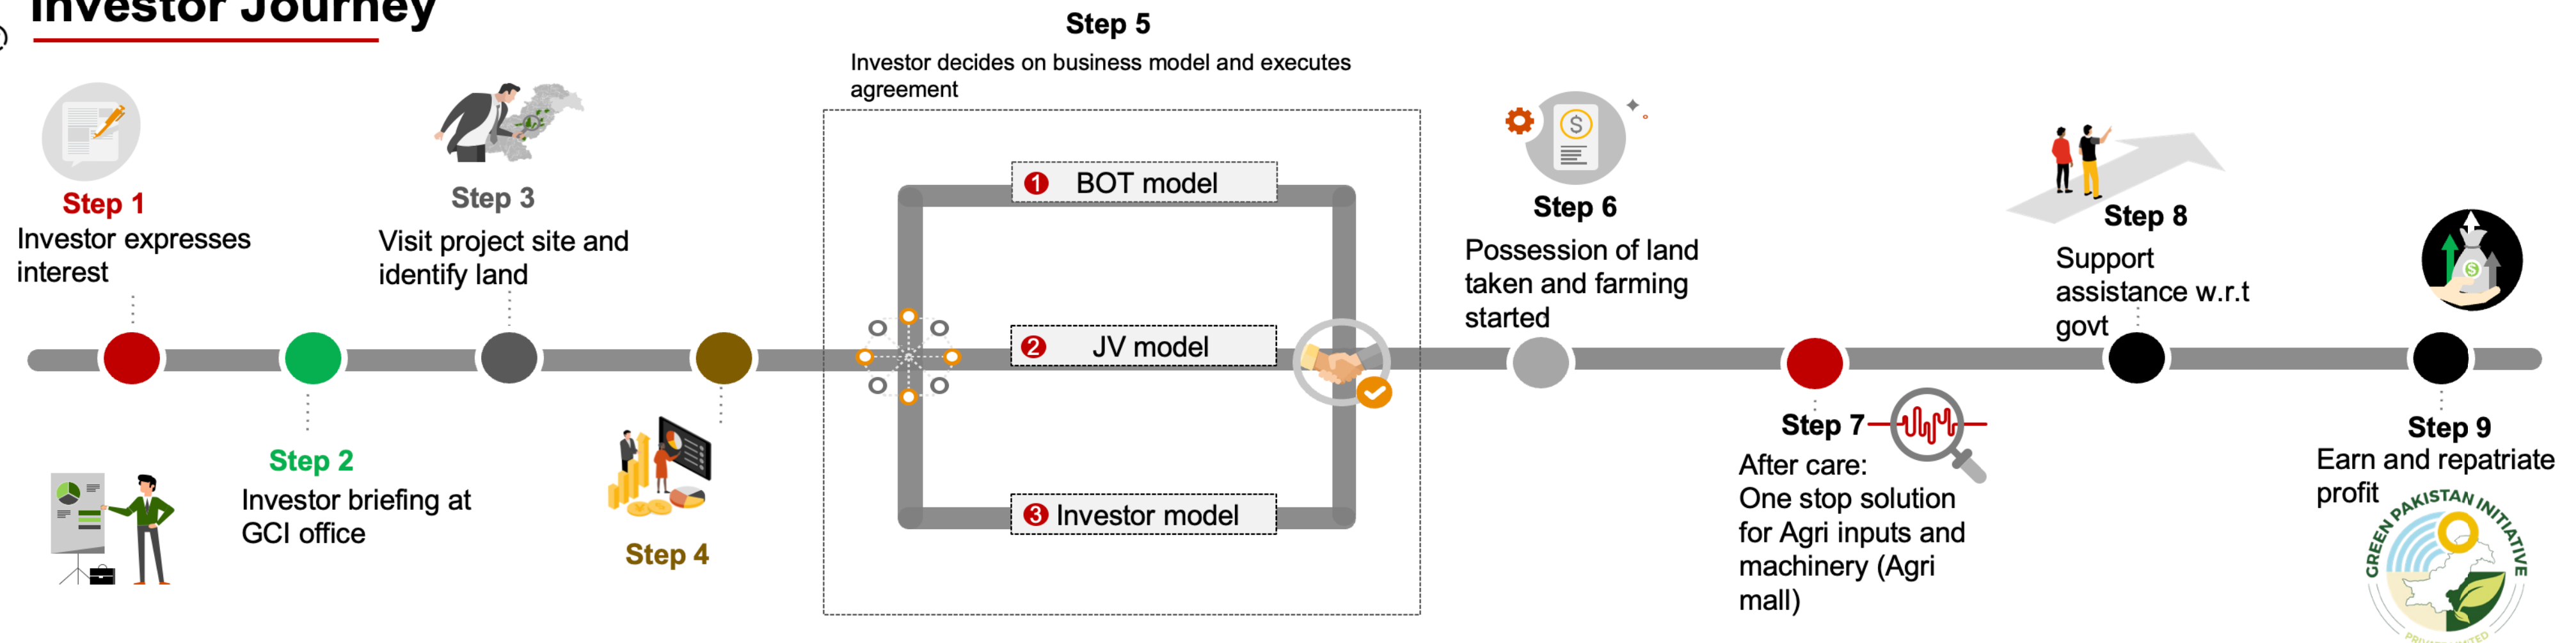 Investor Journey
Step 1
Investor expresses
interest
Step 2
Investor briefing at
GCI office
Step 3
Visit project site and
identify land
Step 4
Step 5
Investor decides on business model and executes
agreement
1 BOT model
2 JV model
3 Investor model
Step 6
Possession of land
taken and farming
started
Step 7
After care:
One stop solution
for Agri inputs and
machinery (Agri
mall)
Step 8
Support
assistance w.r.t
govt
Step 9
Earn and repatriate
profit
GREEN PAKISTAN INITIATIVE
PRIVATE LIMITED